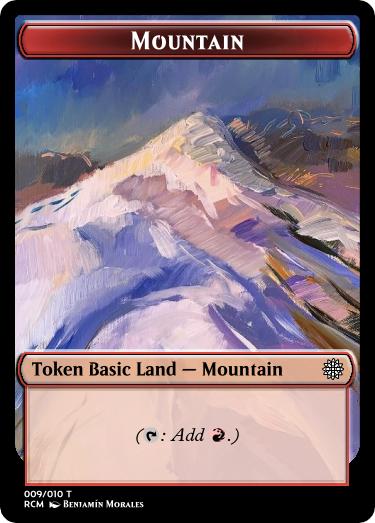 Mountain
Token Basic Land — Mountain
(: Add .)
009/010 T
RCM Benjamín Morales